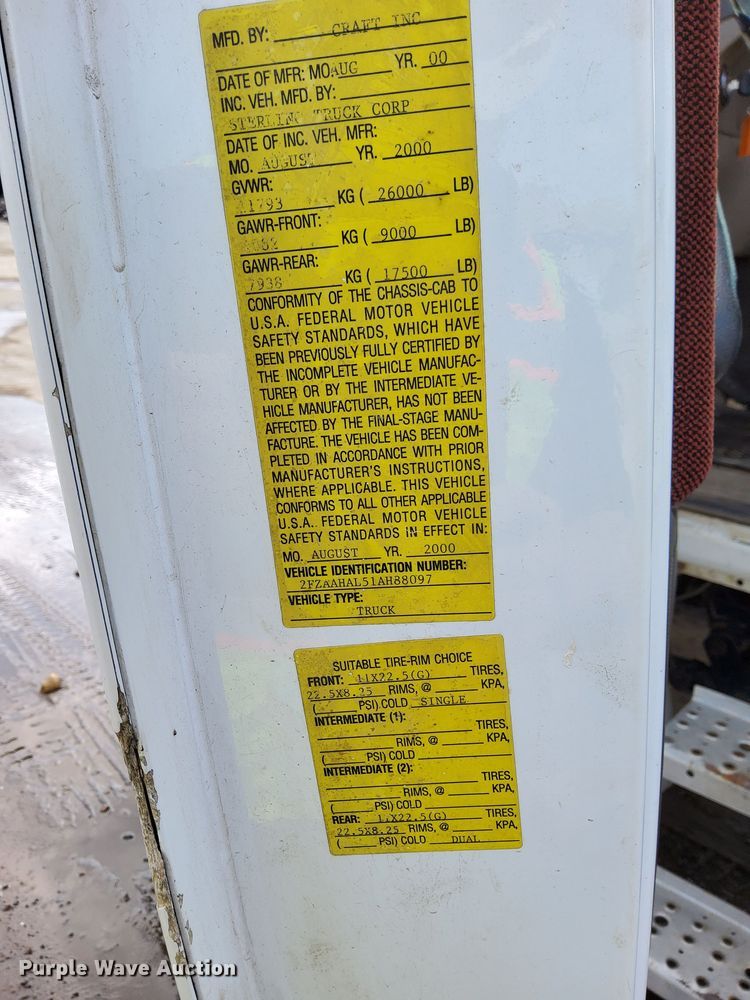 MFD. BY: CRAFT INC
DATE OF MFR: MO. AUG YR. 00
INC. VEH. MFD. BY:
STERLING TRUCK CORP
DATE OF INC. VEH. MFR:
MO. AUGUST YR. 2000
GVWR:
11793 KG ( 26000 LB)
GAWR-FRONT:
4082 KG ( 9000 LB)
GAWR-REAR:
7938 KG ( 17500 LB)
CONFORMITY OF THE CHASSIS-CAB TO
U.S.A. FEDERAL MOTOR VEHICLE
SAFETY STANDARDS, WHICH HAVE
BEEN PREVIOUSLY FULLY CERTIFIED BY
THE INCOMPLETE VEHICLE MANUFAC-
TURER OR BY THE INTERMEDIATE VE-
HICLE MANUFACTURER, HAS NOT BEEN
AFFECTED BY THE FINAL-STAGE MANU-
FACTURE. THE VEHICLE HAS BEEN COM-
PLETED IN ACCORDANCE WITH PRIOR
MANUFACTURER'S INSTRUCTIONS,
WHERE APPLICABLE. THIS VEHICLE
CONFORMS TO ALL OTHER APPLICABLE
U.S.A. FEDERAL MOTOR VEHICLE
SAFETY STANDARDS IN EFFECT IN:
MO. AUGUST YR. 2000
VEHICLE IDENTIFICATION NUMBER:
2FZAAHAL51AH88097
VEHICLE TYPE:
TRUCK
SUITABLE TIRE-RIM CHOICE
FRONT: 11X22.5(G) TIRES,
22.5X8.25 RIMS, @ KPA,
( PSI) COLD SINGLE
INTERMEDIATE (1):
TIRES,
RIMS, @ KPA,
( PSI) COLD
INTERMEDIATE (2):
TIRES,
RIMS, @ KPA,
( PSI) COLD
REAR: 11X22.5(G) TIRES,
22.5X8.25 RIMS, @ KPA,
( PSI) COLD DUAL
Purple Wave Auction